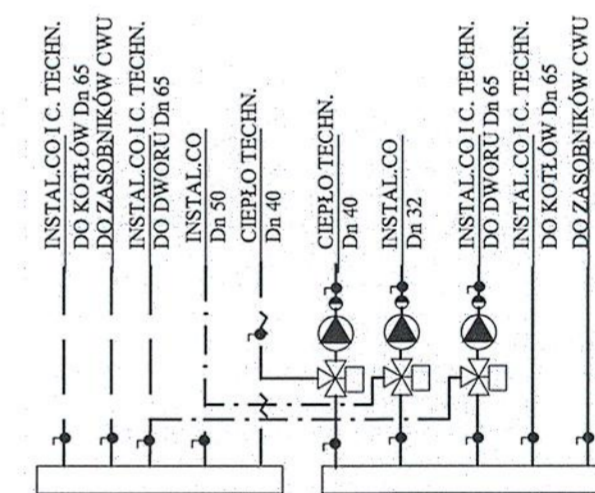 INSTAL.CO I C. TECHN.
DO KOTŁÓW Dn 65
DO ZASOBNIKÓW CWU
INSTAL.CO I C. TECHN.
DO DWORU Dn 65
INSTAL.CO
Dn 50
CIEPŁO TECHN.
Dn 40
CIEPŁO TECHN.
Dn 40
INSTAL.CO
Dn 32
INSTAL.CO I C. TECHN.
DO DWORU Dn 65
INSTAL.CO I C. TECHN.
DO KOTŁÓW Dn 65
DO ZASOBNIKÓW CWU